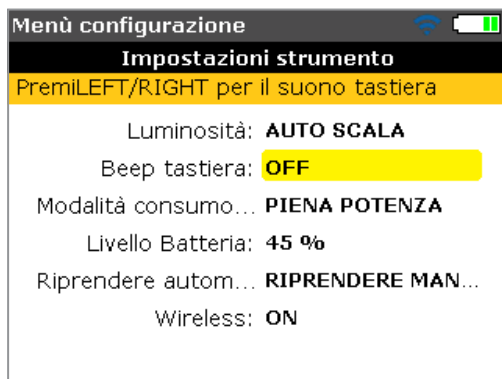 Menù configurazione
Impostazioni strumento
PremiLEFT/RIGHT per il suono tastiera
Luminosità: AUTO SCALA
Beep tastiera: OFF
Modalità consumo... PIENA POTENZA
Livello Batteria: 45 %
Riprendere autom... RIPRENDERE MAN...
Wireless: ON